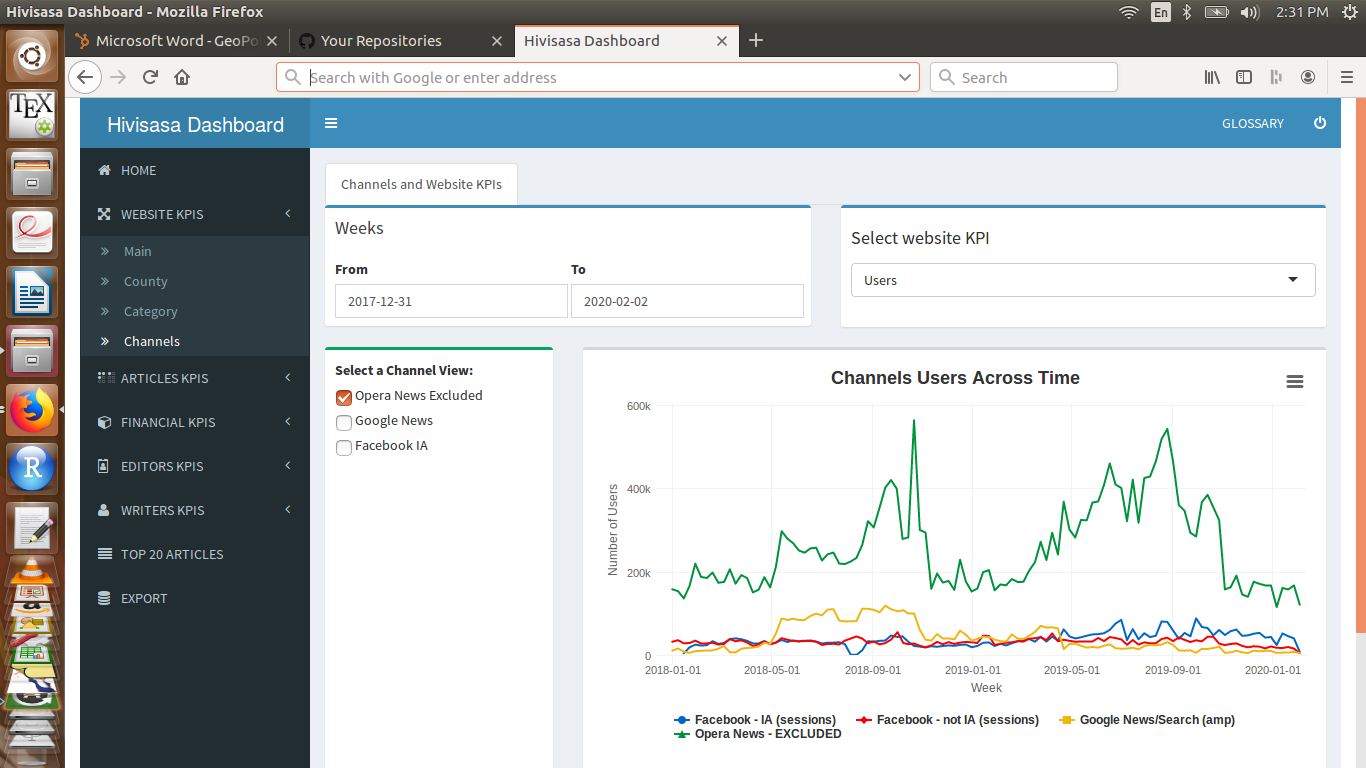 Hivisasa Dashboard - Mozilla Firefox
En
2:31 PM
Microsoft Word - GeoPo
Your Repositories
Hivisasa Dashboard
Search with Google or enter address
Search
Hivisasa Dashboard
GLOSSARY
HOME
WEBSITE KPIS
Main
County
Category
Channels
ARTICLES KPIS
FINANCIAL KPIS
EDITORS KPIS
WRITERS KPIS
TOP 20 ARTICLES
EXPORT
Channels and Website KPIs
Weeks
From
To
2017-12-31
2020-02-02
Select website KPI
Users
Select a Channel View:
Opera News Excluded
Google News
Facebook IA
Channels Users Across Time
Number of Users
600k
400k
200k
0
2018-01-01
2018-05-01
2018-09-01
2019-01-01
2019-05-01
2019-09-01
2020-01-01
Week
Facebook - IA (sessions)
Facebook - not IA (sessions)
Google News/Search (amp)
Opera News - EXCLUDED
TEX
R